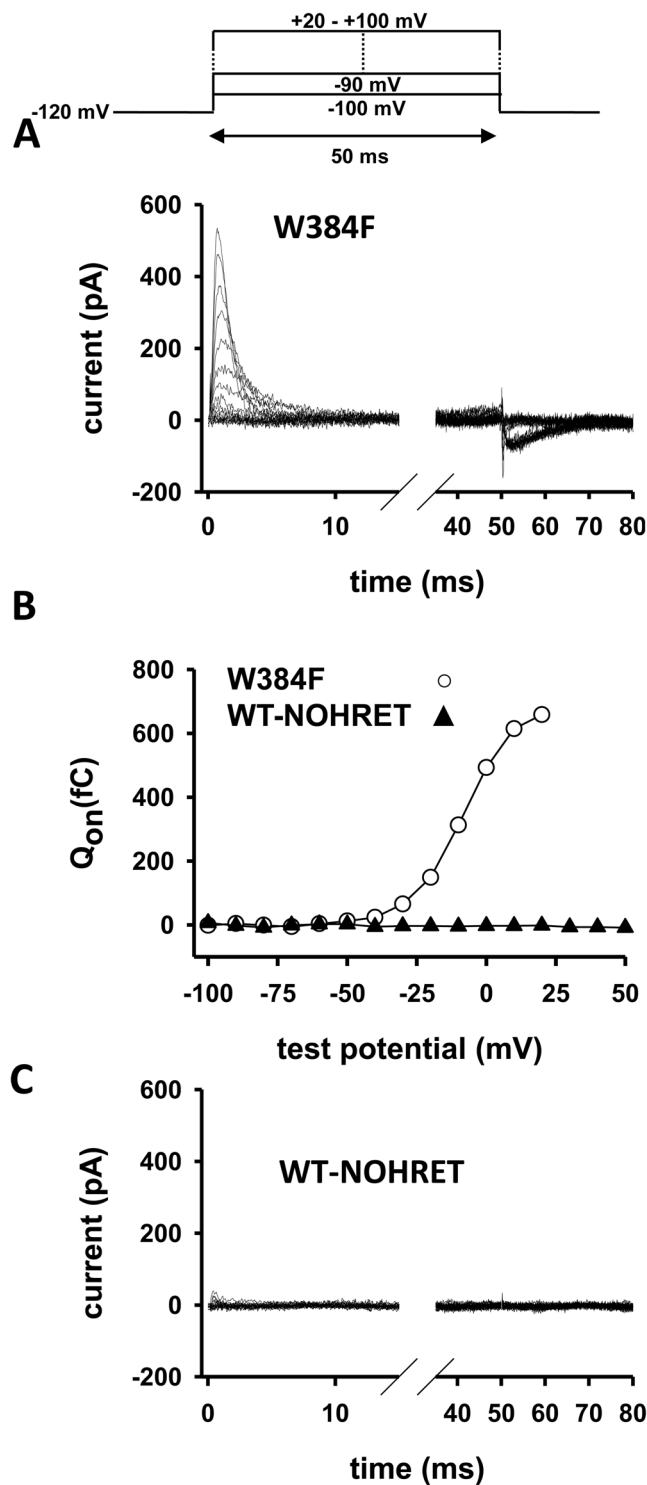 +20 - +100 mV
-90 mV
-120 mV
-100 mV
A
50 ms
W384F
current (pA)
600
400
200
0
-200
0 10 40 50 60 70 80
time (ms)
B
W384F
WT-NOHRET
Qon(fC)
800
600
400
200
0
-100 -75 -50 -25 0 25 50
test potential (mV)
C
WT-NOHRET
current (pA)
600
400
200
0
-200
0 10 40 50 60 70 80
time (ms)